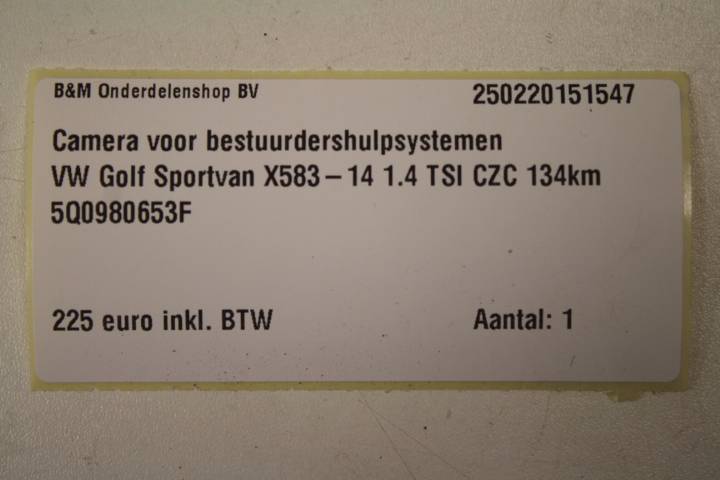 B&M Onderdelenshop BV 250220151547
Camera voor bestuurdershulpsystemen
VW Golf Sportvan X583-14 1.4 TSI CZC 134km
5Q0980653F
225 euro inkl. BTW Aantal: 1